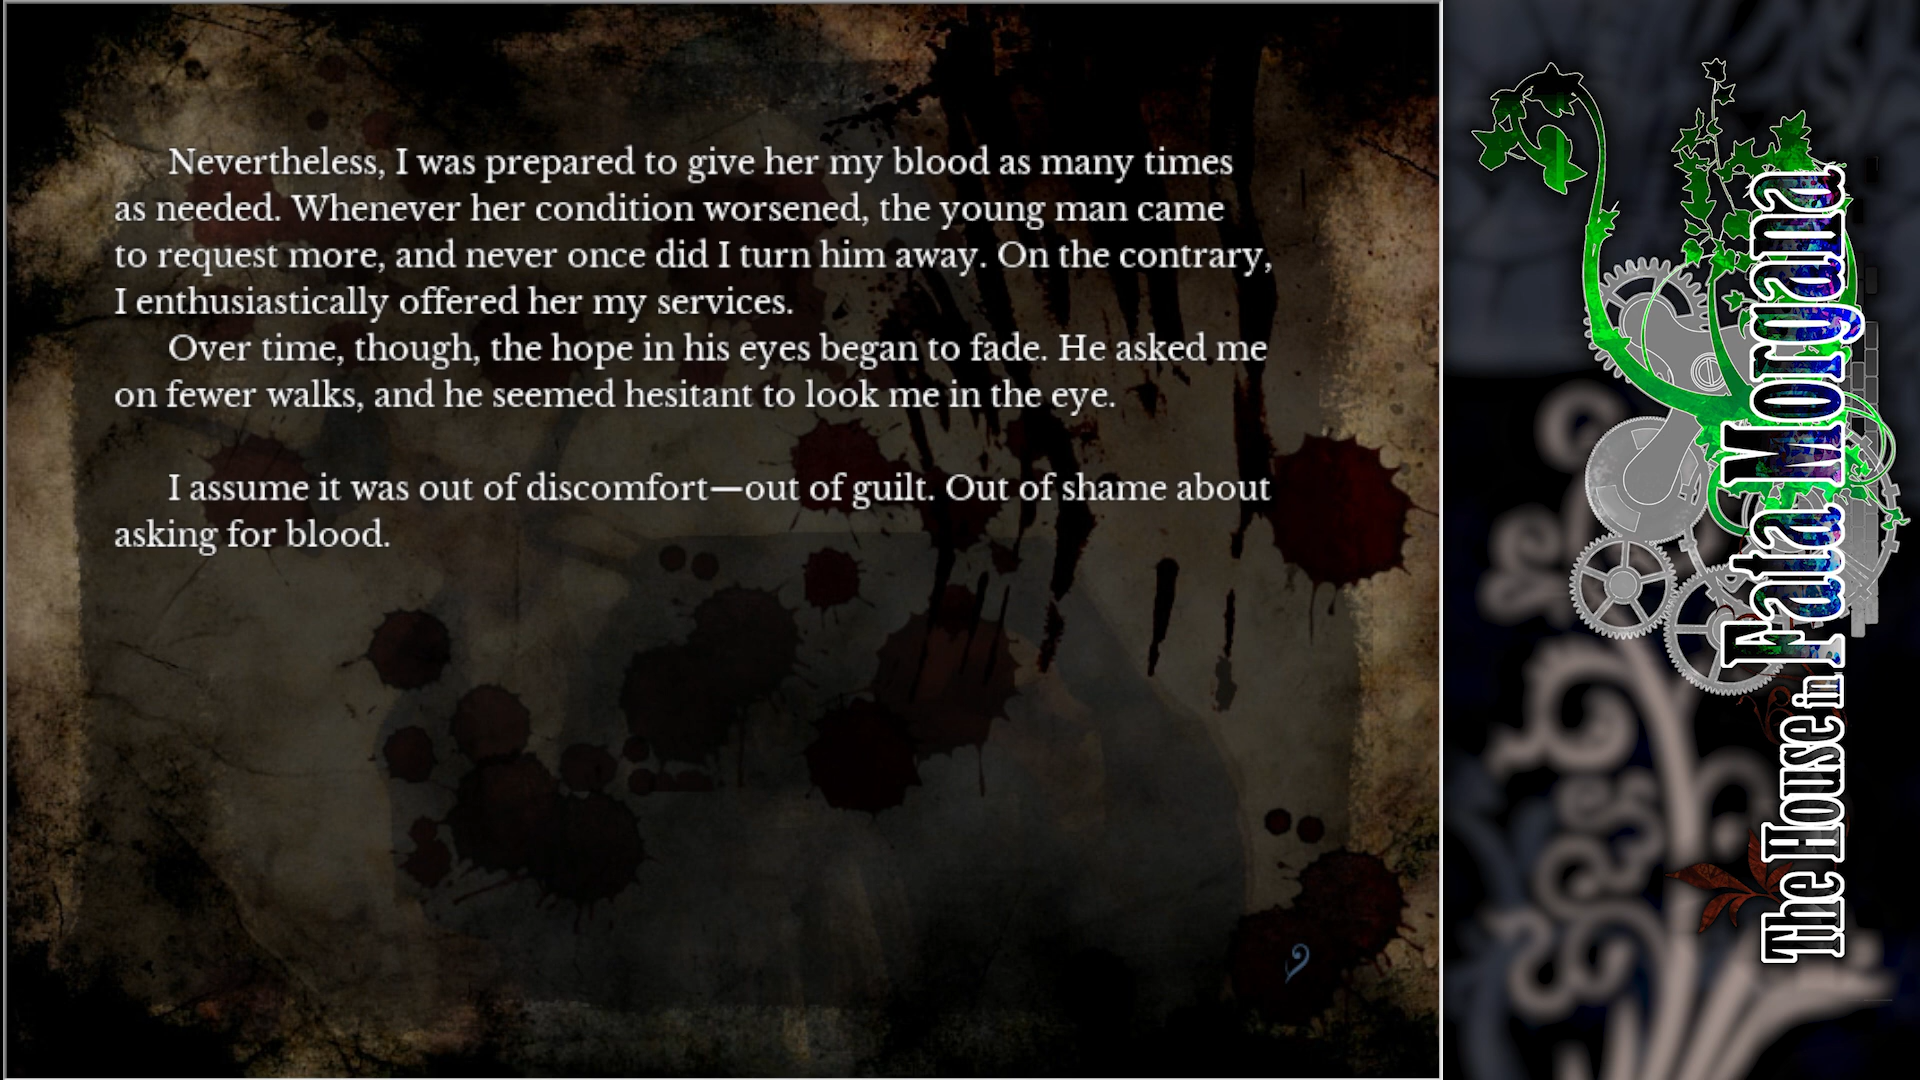 Nevertheless, I was prepared to give her my blood as many times
as needed. Whenever her condition worsened, the young man came
to request more, and never once did I turn him away. On the contrary,
I enthusiastically offered her my services.
Over time, though, the hope in his eyes began to fade. He asked me
on fewer walks, and he seemed hesitant to look me in the eye.
I assume it was out of discomfort—out of guilt. Out of shame about
asking for blood.
The House in Fata Morgana